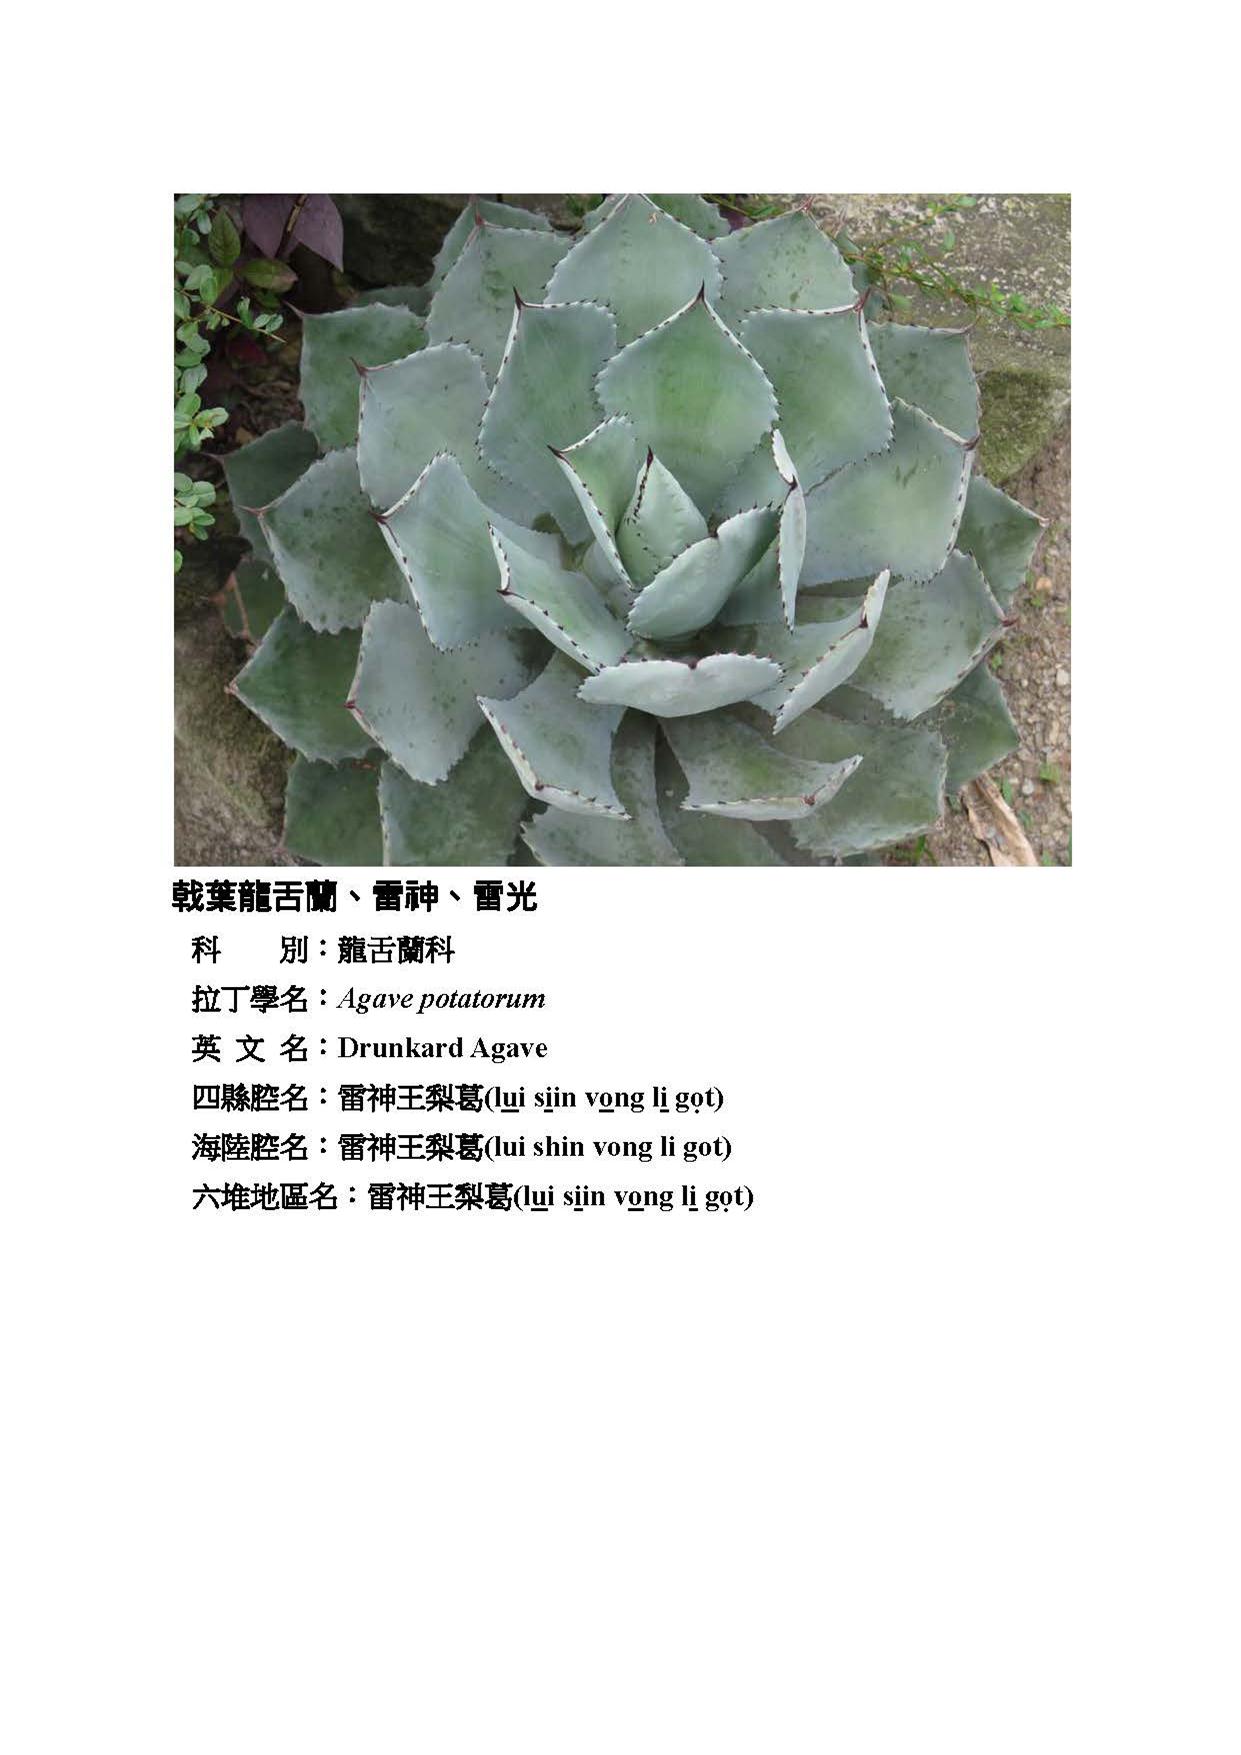 戟葉龍舌蘭、雷神、雷光
科　　別：龍舌蘭科
拉丁學名：Agave potatorum
英 文 名：Drunkard Agave
四縣腔名：雷神王梨葛(lu̲i si̲in vo̲ng li̲ gọt)
海陸腔名：雷神王梨葛(lui shin vong li got)
六堆地區名：雷神王梨葛(lu̲i si̲in vo̲ng li̲ gọt)